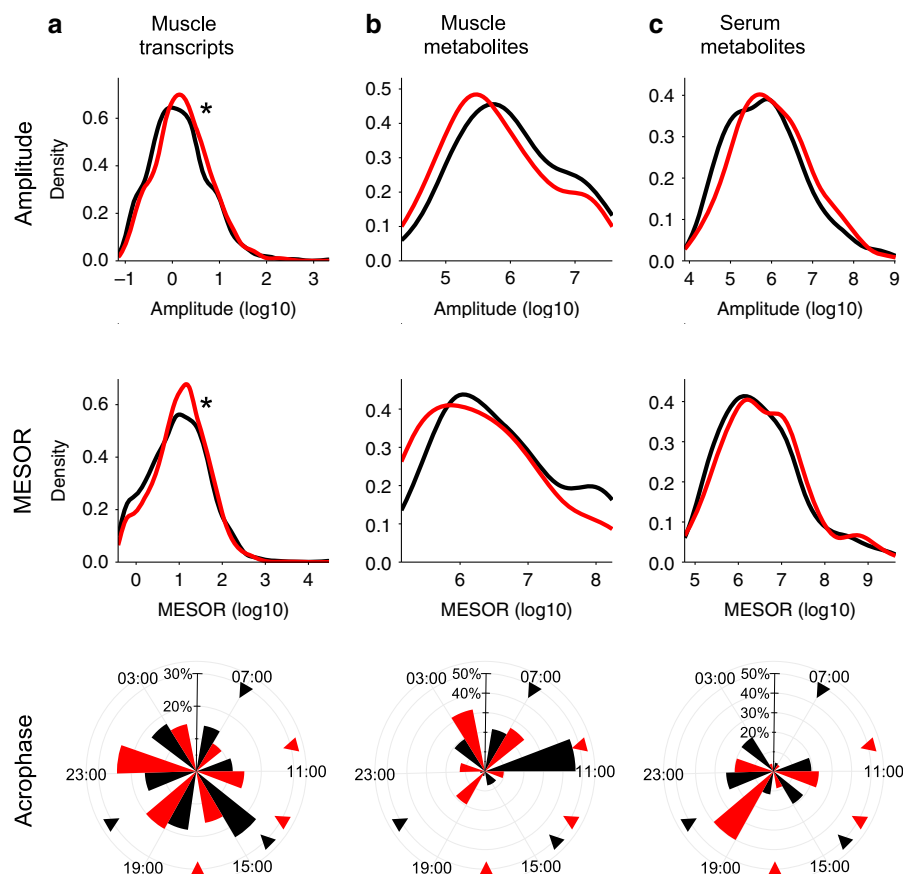 a Muscle transcripts
b Muscle metabolites
c Serum metabolites
Amplitude
Density
0.6
0.4
0.2
0.0
–1 0 1 2 3
Amplitude (log10)
0.5
0.4
0.3
0.2
0.1
0.0
5 6 7
Amplitude (log10)
0.4
0.3
0.2
0.1
0.0
4 5 6 7 8 9
Amplitude (log10)
*
MESOR
Density
0.6
0.4
0.2
0.0
0 1 2 3 4
MESOR (log10)
*
0.4
0.3
0.2
0.1
0.0
6 7 8
MESOR (log10)
0.4
0.3
0.2
0.1
0.0
5 6 7 8 9
MESOR (log10)
Acrophase
03:00 30% 07:00
20%
23:00 11:00
19:00 15:00
03:00 50% 07:00
40%
23:00 11:00
19:00 15:00
03:00 50% 07:00
40%
30%
20%
23:00 11:00
19:00 15:00